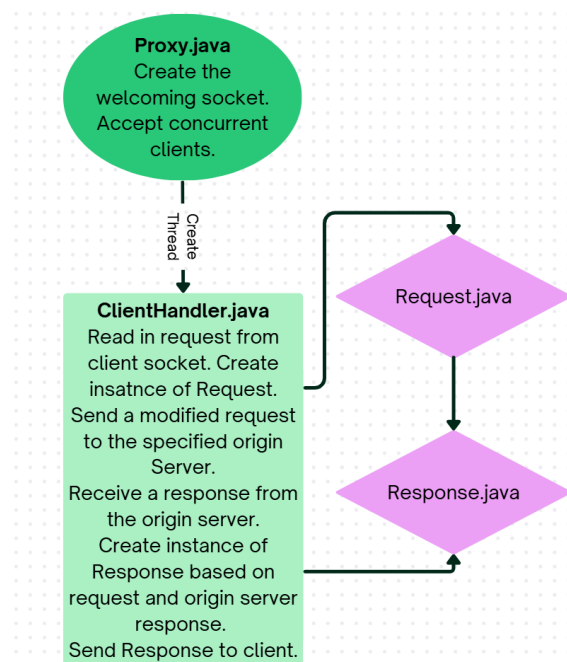 Proxy.java
Create the
welcoming socket.
Accept concurrent
clients.
Create
Thread
ClientHandler.java
Read in request from
client socket. Create
insatnce of Request.
Send a modified request
to the specified origin
Server.
Receive a response from
the origin server.
Create instance of
Response based on
request and origin server
response.
Send Response to client.
Request.java
Response.java